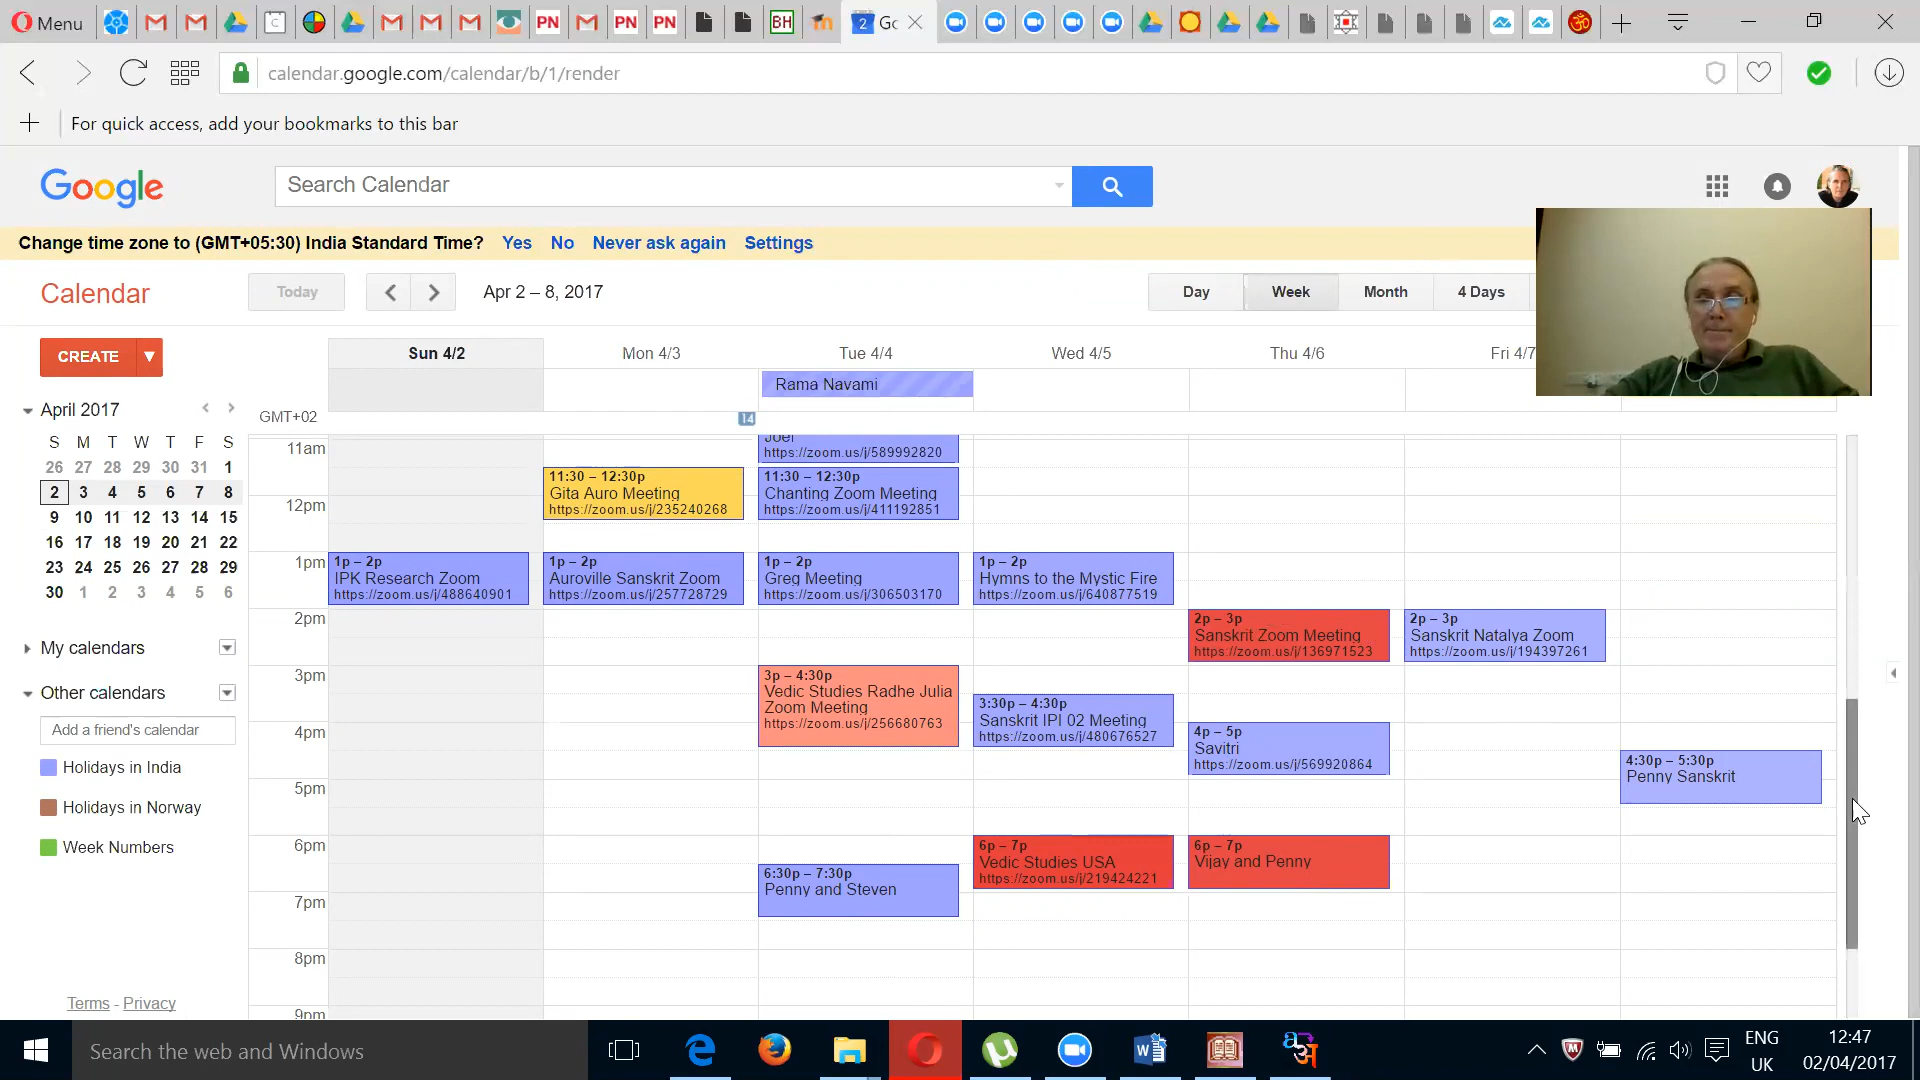 Menu
PN
PN
PN
BH
2 Go
calendar.google.com/calendar/b/1/render
For quick access, add your bookmarks to this bar
Google
Search Calendar
Change time zone to (GMT+05:30) India Standard Time? Yes No Never ask again Settings
Calendar
Today
Apr 2 – 8, 2017
Day
Week
Month
4 Days
CREATE
Sun 4/2
Mon 4/3
Tue 4/4
Wed 4/5
Thu 4/6
Fri 4/7
Rama Navami
GMT+02
14
April 2017
S M T W T F S
26 27 28 29 30 31 1
2 3 4 5 6 7 8
9 10 11 12 13 14 15
16 17 18 19 20 21 22
23 24 25 26 27 28 29
30 1 2 3 4 5 6
My calendars
Other calendars
Add a friend's calendar
Holidays in India
Holidays in Norway
Week Numbers
Terms - Privacy
11am
12pm
1pm
2pm
3pm
4pm
5pm
6pm
7pm
8pm
9pm
1p – 2p
IPK Research Zoom
https://zoom.us/j/488640901
11:30 – 12:30p
Gita Auro Meeting
https://zoom.us/j/235240268
1p – 2p
Auroville Sanskrit Zoom
https://zoom.us/j/257728729
Joel
https://zoom.us/j/589992820
11:30 – 12:30p
Chanting Zoom Meeting
https://zoom.us/j/411192851
1p – 2p
Greg Meeting
https://zoom.us/j/306503170
3p – 4:30p
Vedic Studies Radhe Julia
Zoom Meeting
https://zoom.us/j/256680763
6:30p – 7:30p
Penny and Steven
1p – 2p
Hymns to the Mystic Fire
https://zoom.us/j/640877519
3:30p – 4:30p
Sanskrit IPI 02 Meeting
https://zoom.us/j/480676527
6p – 7p
Vedic Studies USA
https://zoom.us/j/219424221
2p – 3p
Sanskrit Zoom Meeting
https://zoom.us/j/136971523
4p – 5p
Savitri
https://zoom.us/j/569920864
6p – 7p
Vijay and Penny
2p – 3p
Sanskrit Natalya Zoom
https://zoom.us/j/194397261
4:30p – 5:30p
Penny Sanskrit
Search the web and Windows
ENG
UK
12:47
02/04/2017